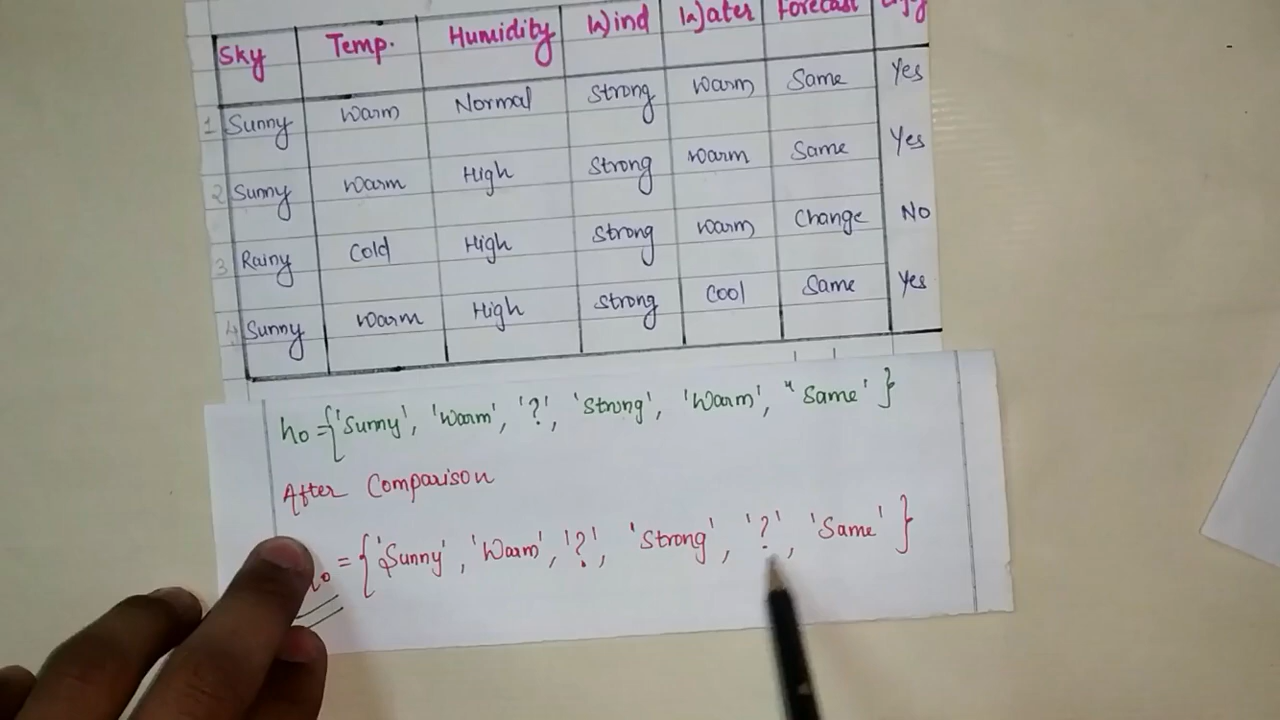 Sky Temp. Humidity Wind Water Forecast
1 Sunny Warm Normal Strong Warm Same Yes
2 Sunny Warm High Strong Warm Same Yes
3 Rainy Cold High Strong Warm Change No
4 Sunny Warm High Strong Cool Same Yes
ho = {'Sunny', 'Warm', '?', 'Strong', 'Warm', "Same' }
After Comparison
ho = {'Sunny', 'Warm', '?', 'Strong', '?', 'Same' }